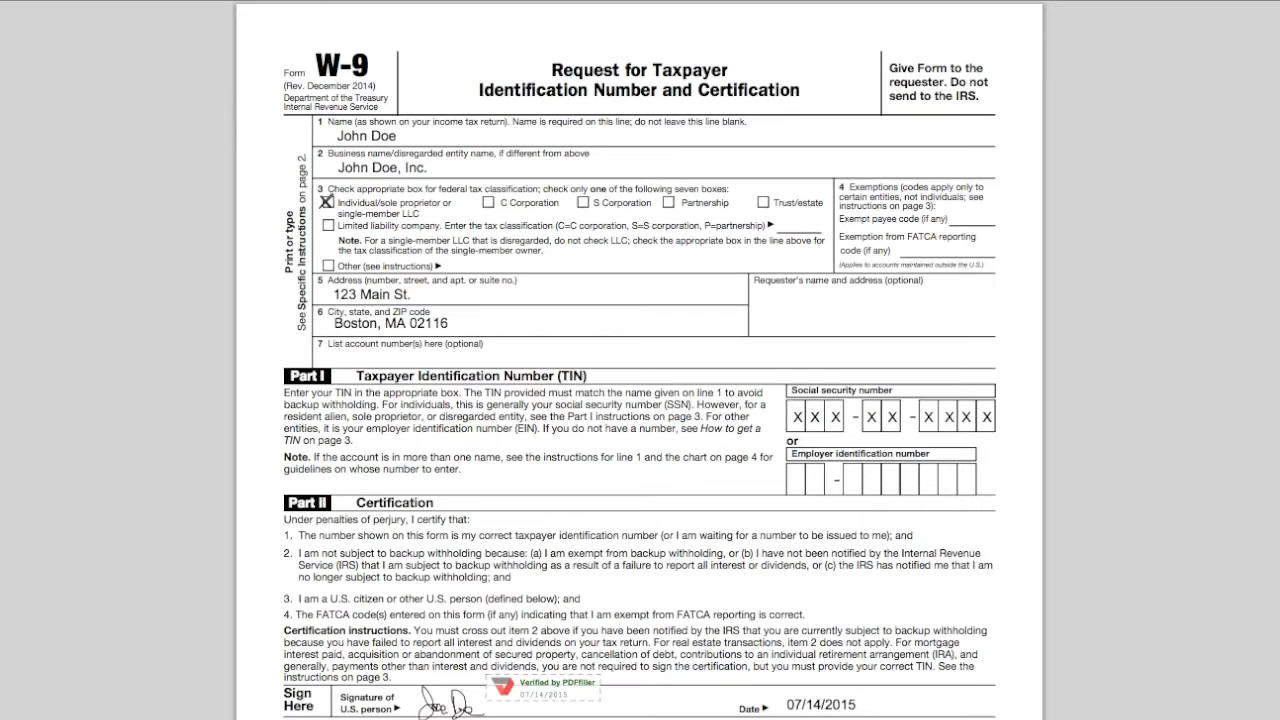 Form W-9
(Rev. December 2014)
Department of the Treasury
Internal Revenue Service
Request for Taxpayer
Identification Number and Certification
Give Form to the
requester. Do not
send to the IRS.
Print or type
See Specific Instructions on page 2.
1 Name (as shown on your income tax return). Name is required on this line; do not leave this line blank.
John Doe
2 Business name/disregarded entity name, if different from above
John Doe, Inc.
3 Check appropriate box for federal tax classification; check only one of the following seven boxes:
X Individual/sole proprietor or
single-member LLC
C Corporation
S Corporation
Partnership
Trust/estate
Limited liability company. Enter the tax classification (C=C corporation, S=S corporation, P=partnership) ▶
Note. For a single-member LLC that is disregarded, do not check LLC; check the appropriate box in the line above for
the tax classification of the single-member owner.
Other (see instructions) ▶
4 Exemptions (codes apply only to
certain entities, not individuals; see
instructions on page 3):
Exempt payee code (if any)
Exemption from FATCA reporting
code (if any)
(Applies to accounts maintained outside the U.S.)
5 Address (number, street, and apt. or suite no.)
123 Main St.
Requester's name and address (optional)
6 City, state, and ZIP code
Boston, MA 02116
7 List account number(s) here (optional)
Part I Taxpayer Identification Number (TIN)
Enter your TIN in the appropriate box. The TIN provided must match the name given on line 1 to avoid
backup withholding. For individuals, this is generally your social security number (SSN). However, for a
resident alien, sole proprietor, or disregarded entity, see the Part I instructions on page 3. For other
entities, it is your employer identification number (EIN). If you do not have a number, see How to get a
TIN on page 3.
Note. If the account is in more than one name, see the instructions for line 1 and the chart on page 4 for
guidelines on whose number to enter.
Social security number
X X X – X X – X X X X
or
Employer identification number
–
Part II Certification
Under penalties of perjury, I certify that:
1. The number shown on this form is my correct taxpayer identification number (or I am waiting for a number to be issued to me); and
2. I am not subject to backup withholding because: (a) I am exempt from backup withholding, or (b) I have not been notified by the Internal Revenue
Service (IRS) that I am subject to backup withholding as a result of a failure to report all interest or dividends, or (c) the IRS has notified me that I am
no longer subject to backup withholding; and
3. I am a U.S. citizen or other U.S. person (defined below); and
4. The FATCA code(s) entered on this form (if any) indicating that I am exempt from FATCA reporting is correct.
Certification instructions. You must cross out item 2 above if you have been notified by the IRS that you are currently subject to backup withholding
because you have failed to report all interest and dividends on your tax return. For real estate transactions, item 2 does not apply. For mortgage
interest paid, acquisition or abandonment of secured property, cancellation of debt, contributions to an individual retirement arrangement (IRA), and
generally, payments other than interest and dividends, you are not required to sign the certification, but you must provide your correct TIN. See the
instructions on page 3.
Sign
Here
Signature of
U.S. person ▶
Verified by PDFfiller
07/14/2015
Date ▶ 07/14/2015